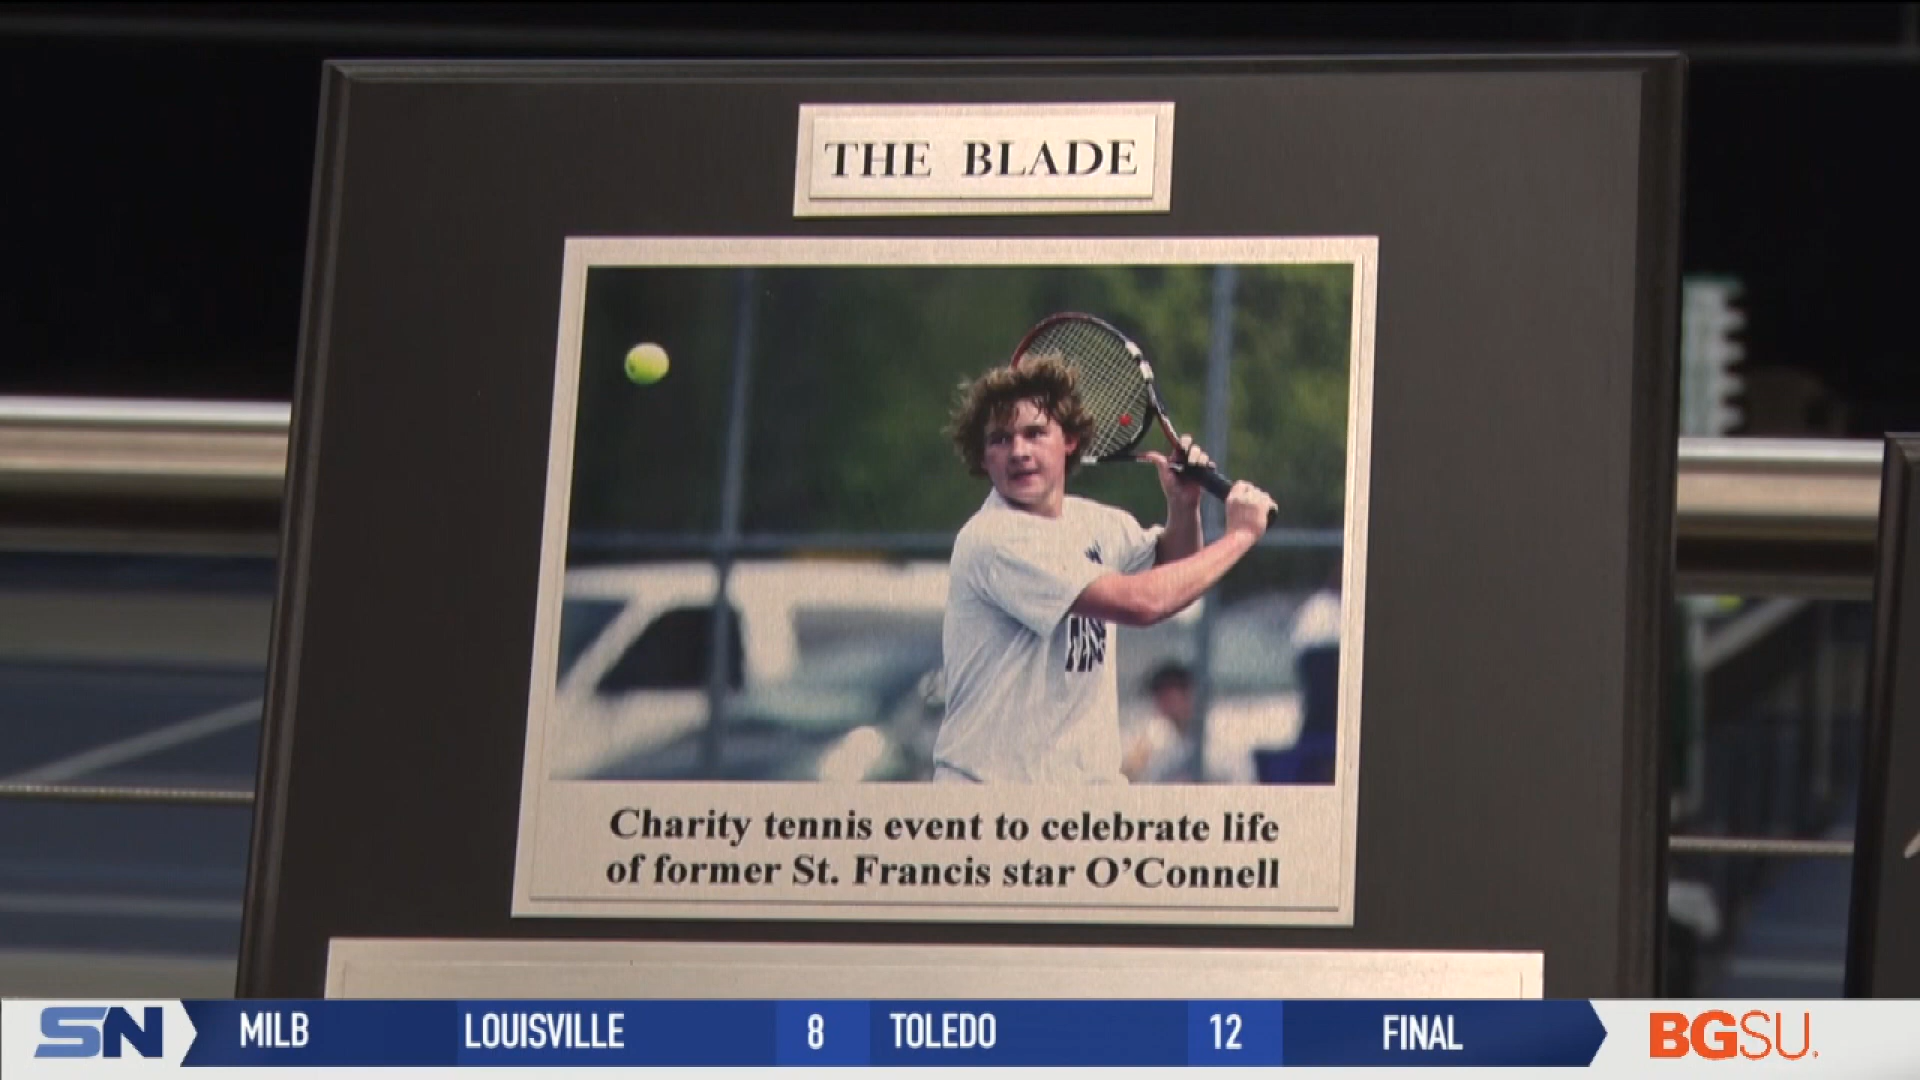 THE BLADE
Charity tennis event to celebrate life
of former St. Francis star O'Connell
SN MILB LOUISVILLE 8 TOLEDO 12 FINAL BGSU.